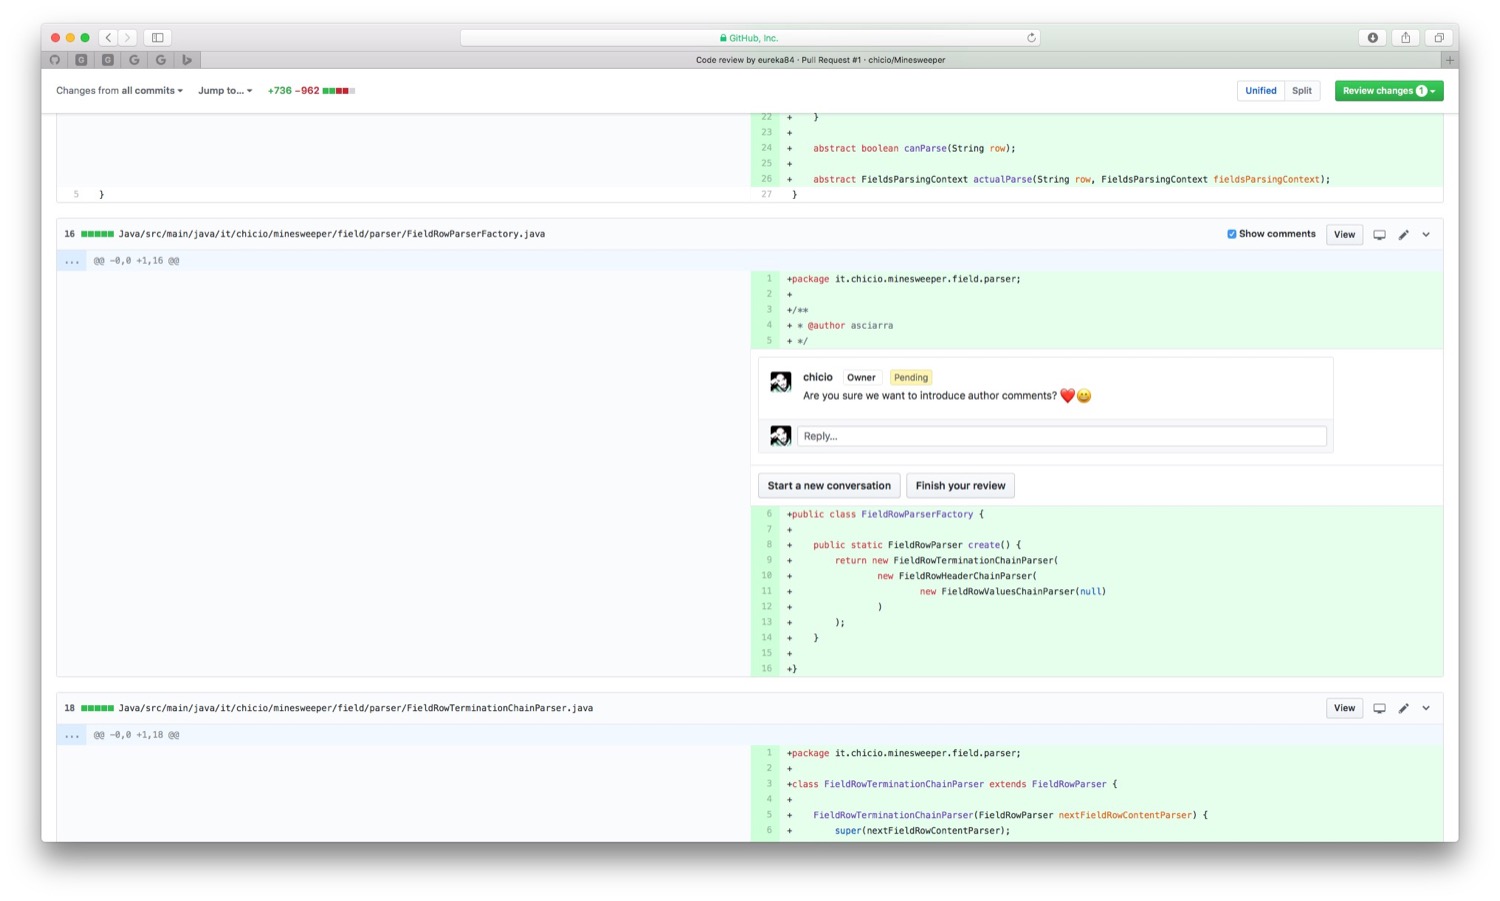 GitHub, Inc.
Code review by eureka84 · Pull Request #1 · chicio/Minesweeper
Changes from all commits Jump to... +736 −962 Unified Split Review changes 1
22 + }
23 +
24 + abstract boolean canParse(String row);
25 +
26 + abstract FieldsParsingContext actualParse(String row, FieldsParsingContext fieldsParsingContext);
5 } 27 }
16 Java/src/main/java/it/chicio/minesweeper/field/parser/FieldRowParserFactory.java Show comments View
... @@ -0,0 +1,16 @@
1 +package it.chicio.minesweeper.field.parser;
2 +
3 +/**
4 + * @author asciarra
5 + */
chicio Owner Pending
Are you sure we want to introduce author comments? ❤️😄
Reply...
Start a new conversation Finish your review
6 +public class FieldRowParserFactory {
7 +
8 + public static FieldRowParser create() {
9 + return new FieldRowTerminationChainParser(
10 + new FieldRowHeaderChainParser(
11 + new FieldRowValuesChainParser(null)
12 + )
13 + );
14 + }
15 +
16 +}
18 Java/src/main/java/it/chicio/minesweeper/field/parser/FieldRowTerminationChainParser.java View
... @@ -0,0 +1,18 @@
1 +package it.chicio.minesweeper.field.parser;
2 +
3 +class FieldRowTerminationChainParser extends FieldRowParser {
4 +
5 + FieldRowTerminationChainParser(FieldRowParser nextFieldRowContentParser) {
6 + super(nextFieldRowContentParser);